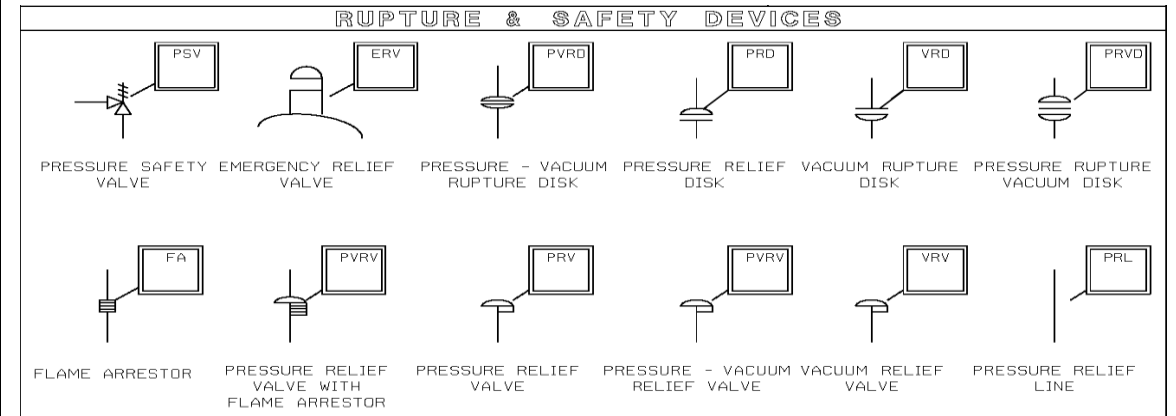 RUPTURE & SAFETY DEVICES
PSV
ERV
PVRD
PRD
VRD
PRVD
PRESSURE SAFETY
VALVE
EMERGENCY RELIEF
VALVE
PRESSURE - VACUUM
RUPTURE DISK
PRESSURE RELIEF
DISK
VACUUM RUPTURE
DISK
PRESSURE RUPTURE
VACUUM DISK
FA
PVRV
PRV
PVRV
VRV
PRL
FLAME ARRESTOR
PRESSURE RELIEF
VALVE WITH
FLAME ARRESTOR
PRESSURE RELIEF
VALVE
PRESSURE - VACUUM
RELIEF VALVE
VACUUM RELIEF
VALVE
PRESSURE RELIEF
LINE